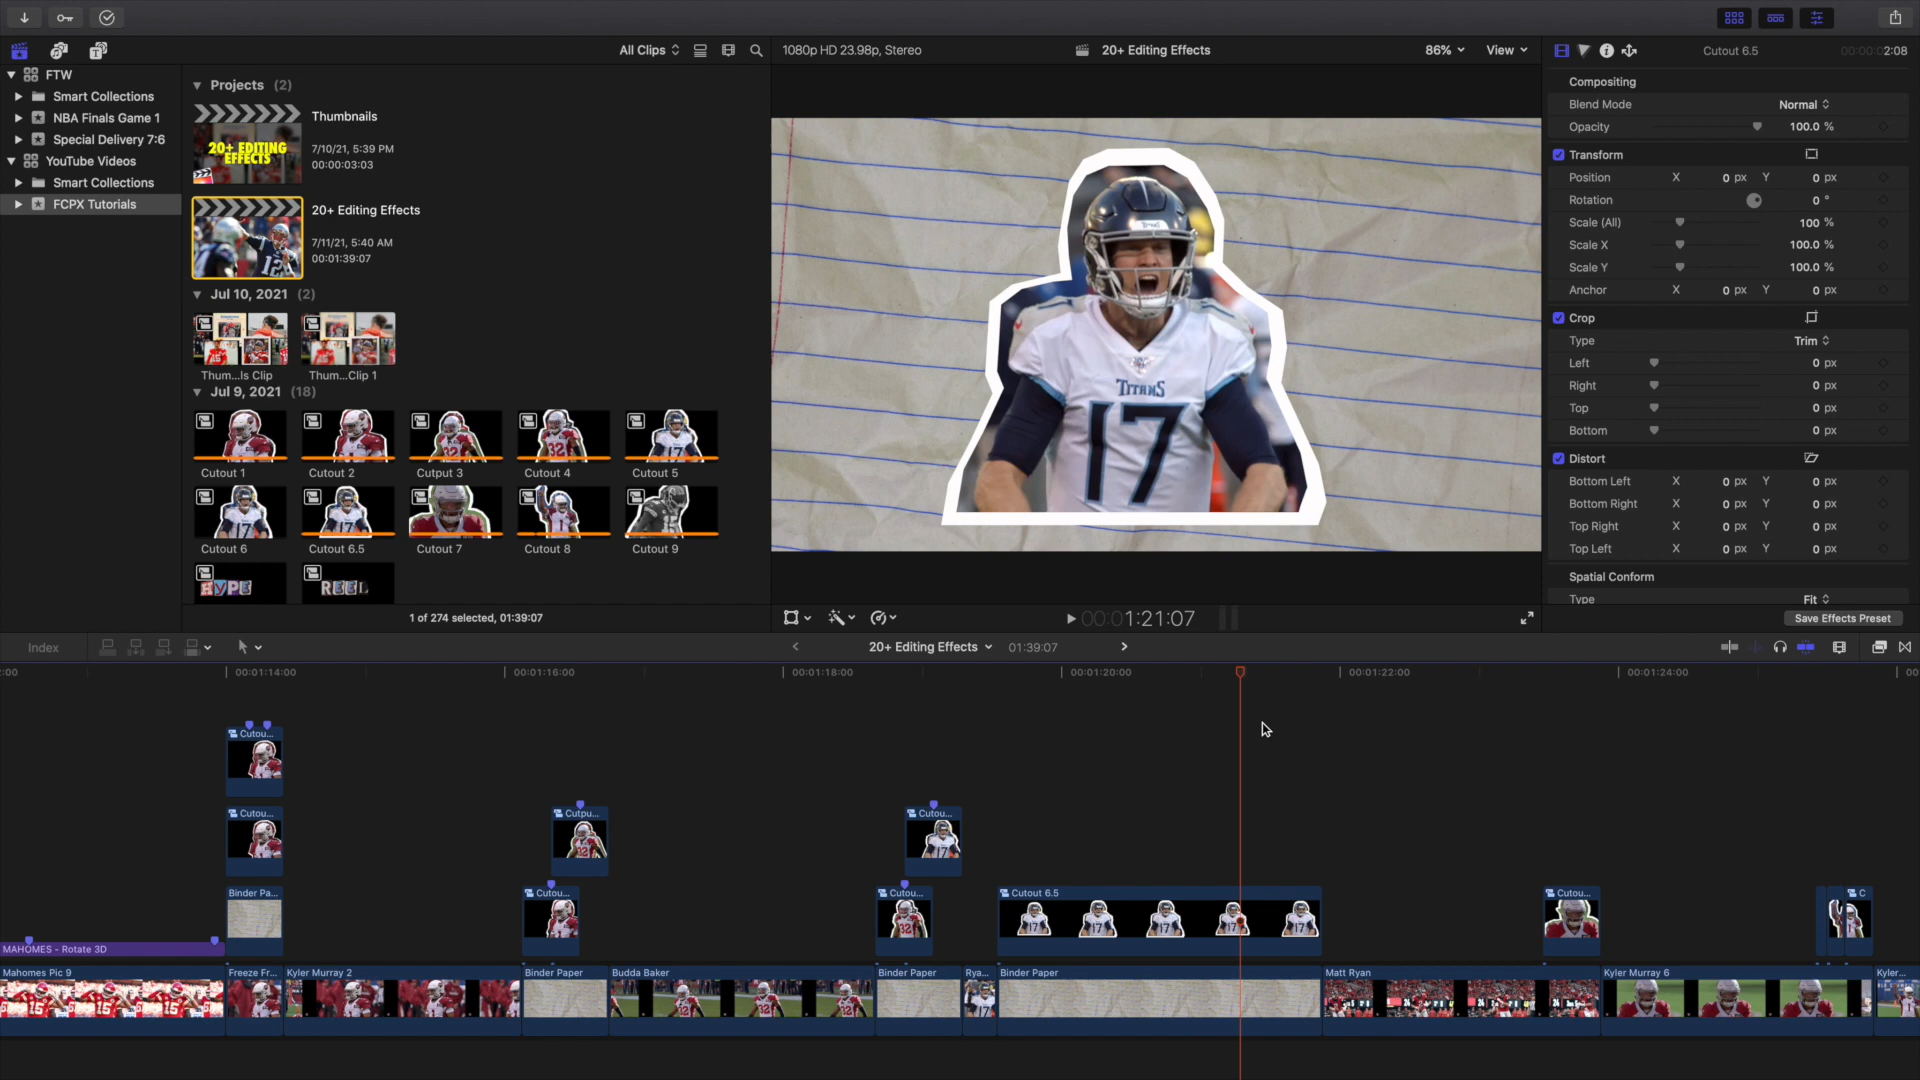 All Clips
1080p HD 23.98p, Stereo
20+ Editing Effects
86%
View
Cutout 6.5
00:00:02:08
FTW
Smart Collections
NBA Finals Game 1
Special Delivery 7:6
YouTube Videos
Smart Collections
FCPX Tutorials
Projects (2)
20+ EDITING
EFFECTS
Thumbnails
7/10/21, 5:39 PM
00:00:03:03
20+ Editing Effects
7/11/21, 5:40 AM
00:01:39:07
Jul 10, 2021 (2)
Thum...ls Clip
Thum...Clip 1
Jul 9, 2021 (18)
Cutout 1
Cutout 2
Cutput 3
Cutout 4
Cutout 5
Cutout 6
Cutout 6.5
Cutout 7
Cutout 8
Cutout 9
HYPE
REEL
1 of 274 selected, 01:39:07
TITANS
17
Compositing
Blend Mode Normal
Opacity 100.0 %
Transform
Position X 0 px Y 0 px
Rotation 0 °
Scale (All) 100 %
Scale X 100.0 %
Scale Y 100.0 %
Anchor X 0 px Y 0 px
Crop
Type Trim
Left 0 px
Right 0 px
Top 0 px
Bottom 0 px
Distort
Bottom Left X 0 px Y 0 px
Bottom Right X 0 px Y 0 px
Top Right X 0 px Y 0 px
Top Left X 0 px Y 0 px
Spatial Conform
Type Fit
Save Effects Preset
00:01:21:07
Index
20+ Editing Effects
01:39:07
:00
00:01:14:00
00:01:16:00
00:01:18:00
00:01:20:00
00:01:22:00
00:01:24:00
00
Cutou...
Cutou...
Cutpu...
Cutou...
Binder Pa...
Cutou...
Cutou...
Cutout 6.5
Cutou...
C
MAHOMES - Rotate 3D
Mahomes Pic 9
Freeze Fr...
Kyler Murray 2
Binder Paper
Budda Baker
Binder Paper
Rya...
Binder Paper
Matt Ryan
Kyler Murray 6
Kyler...